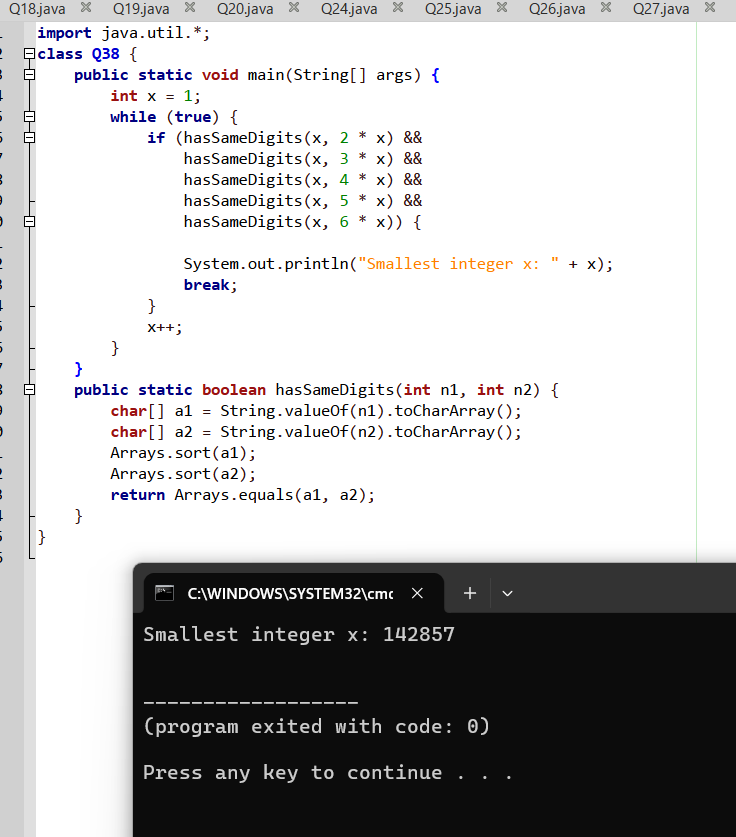 Q18.java Q19.java Q20.java Q24.java Q25.java Q26.java Q27.java
import java.util.*;
class Q38 {
public static void main(String[] args) {
int x = 1;
while (true) {
if (hasSameDigits(x, 2 * x) &&
hasSameDigits(x, 3 * x) &&
hasSameDigits(x, 4 * x) &&
hasSameDigits(x, 5 * x) &&
hasSameDigits(x, 6 * x)) {
System.out.println("Smallest integer x: " + x);
break;
}
x++;
}
}
public static boolean hasSameDigits(int n1, int n2) {
char[] a1 = String.valueOf(n1).toCharArray();
char[] a2 = String.valueOf(n2).toCharArray();
Arrays.sort(a1);
Arrays.sort(a2);
return Arrays.equals(a1, a2);
}
}
C:\WINDOWS\SYSTEM32\cmd
Smallest integer x: 142857
------------------
(program exited with code: 0)
Press any key to continue . . .